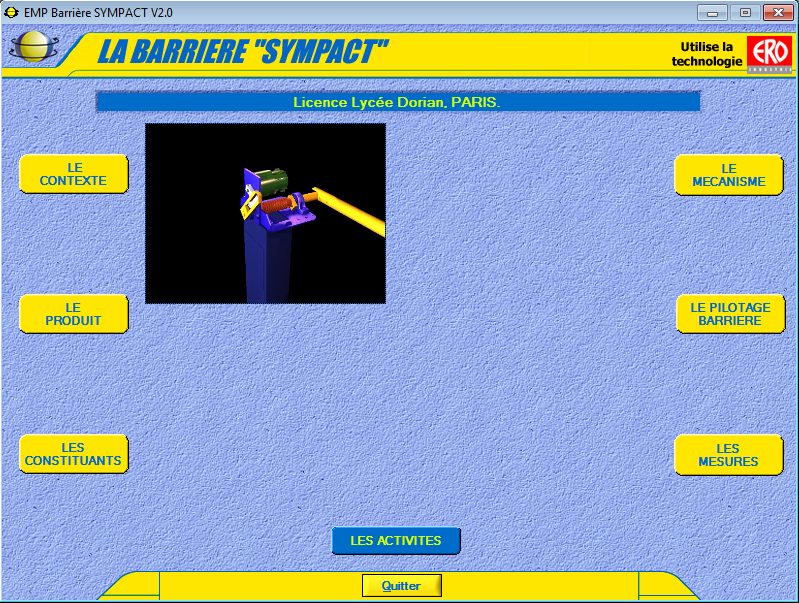 EMP Barrière SYMPACT V2.0
LA BARRIERE "SYMPACT"
Utilise la
technologie
ERO
Licence Lycée Dorian, PARIS.
LE
CONTEXTE
LE
MECANISME
LE
PRODUIT
LE PILOTAGE
BARRIERE
LES
CONSTITUANTS
LES
MESURES
LES ACTIVITES
Quitter